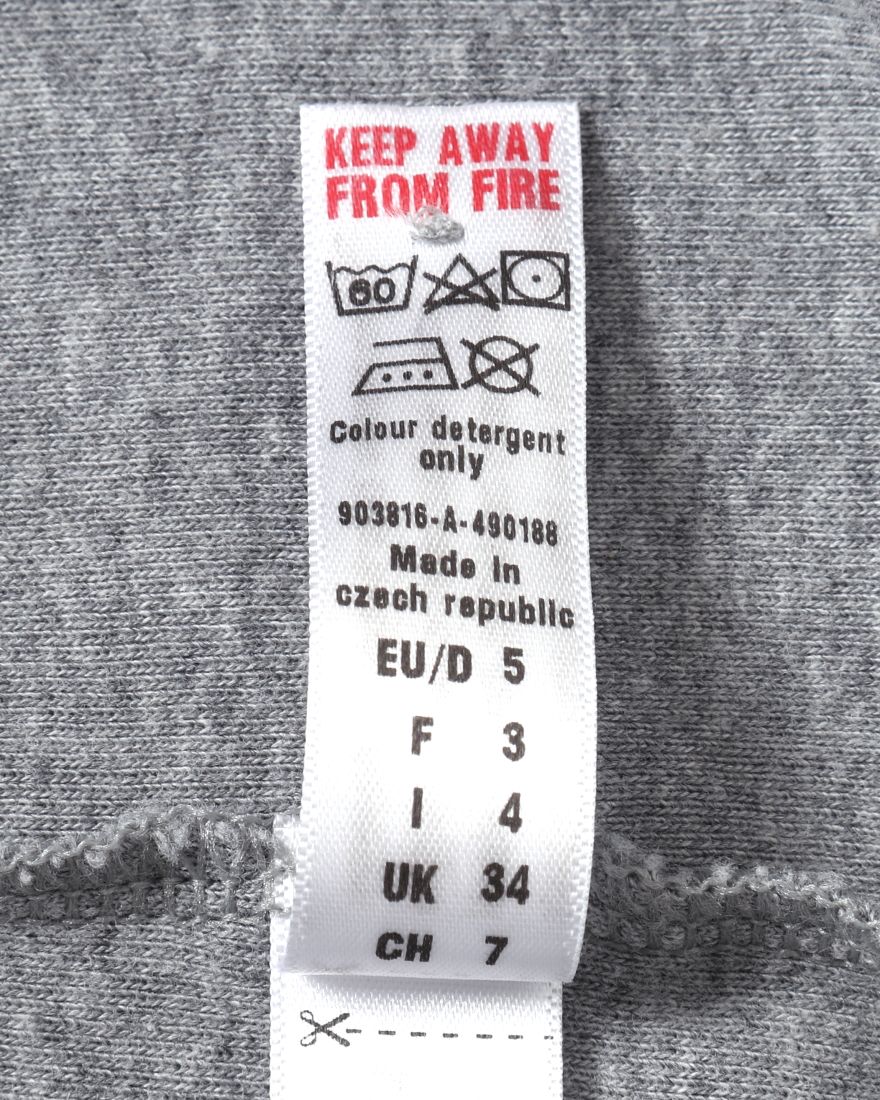 KEEP AWAY
FROM FIRE
60
Colour detergent
only
903816-A-490188
Made in
czech republic
EU/D 5
F 3
I 4
UK 34
CH 7